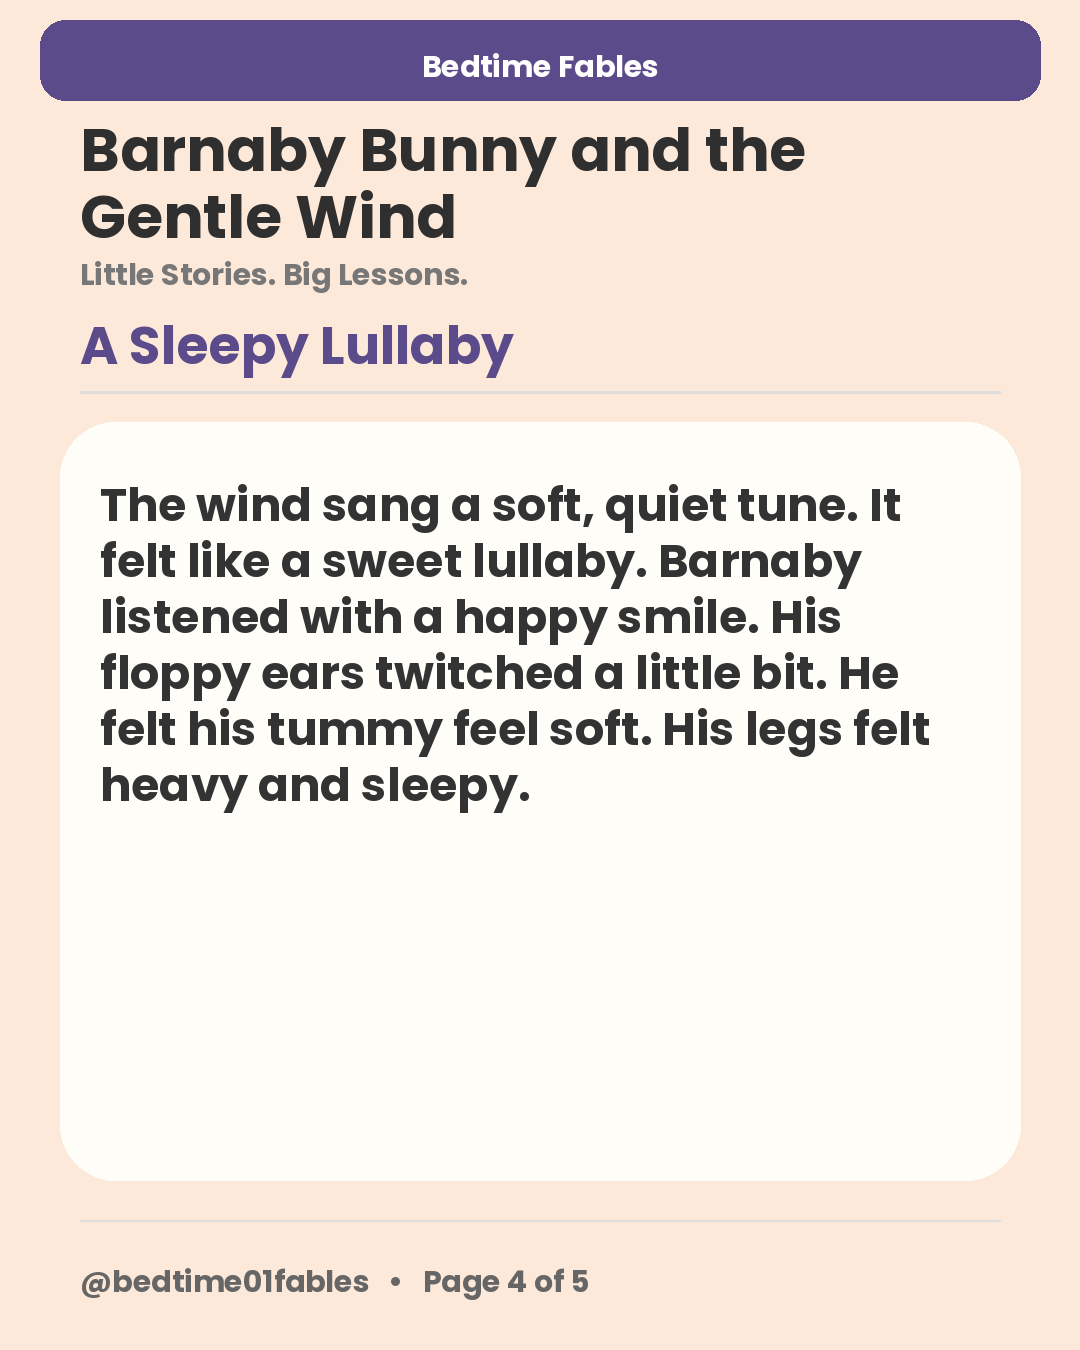 Bedtime Fables
Barnaby Bunny and the
Gentle Wind
Little Stories. Big Lessons.
A Sleepy Lullaby
The wind sang a soft, quiet tune. It
felt like a sweet lullaby. Barnaby
listened with a happy smile. His
floppy ears twitched a little bit. He
felt his tummy feel soft. His legs felt
heavy and sleepy.
@bedtime01fables • Page 4 of 5